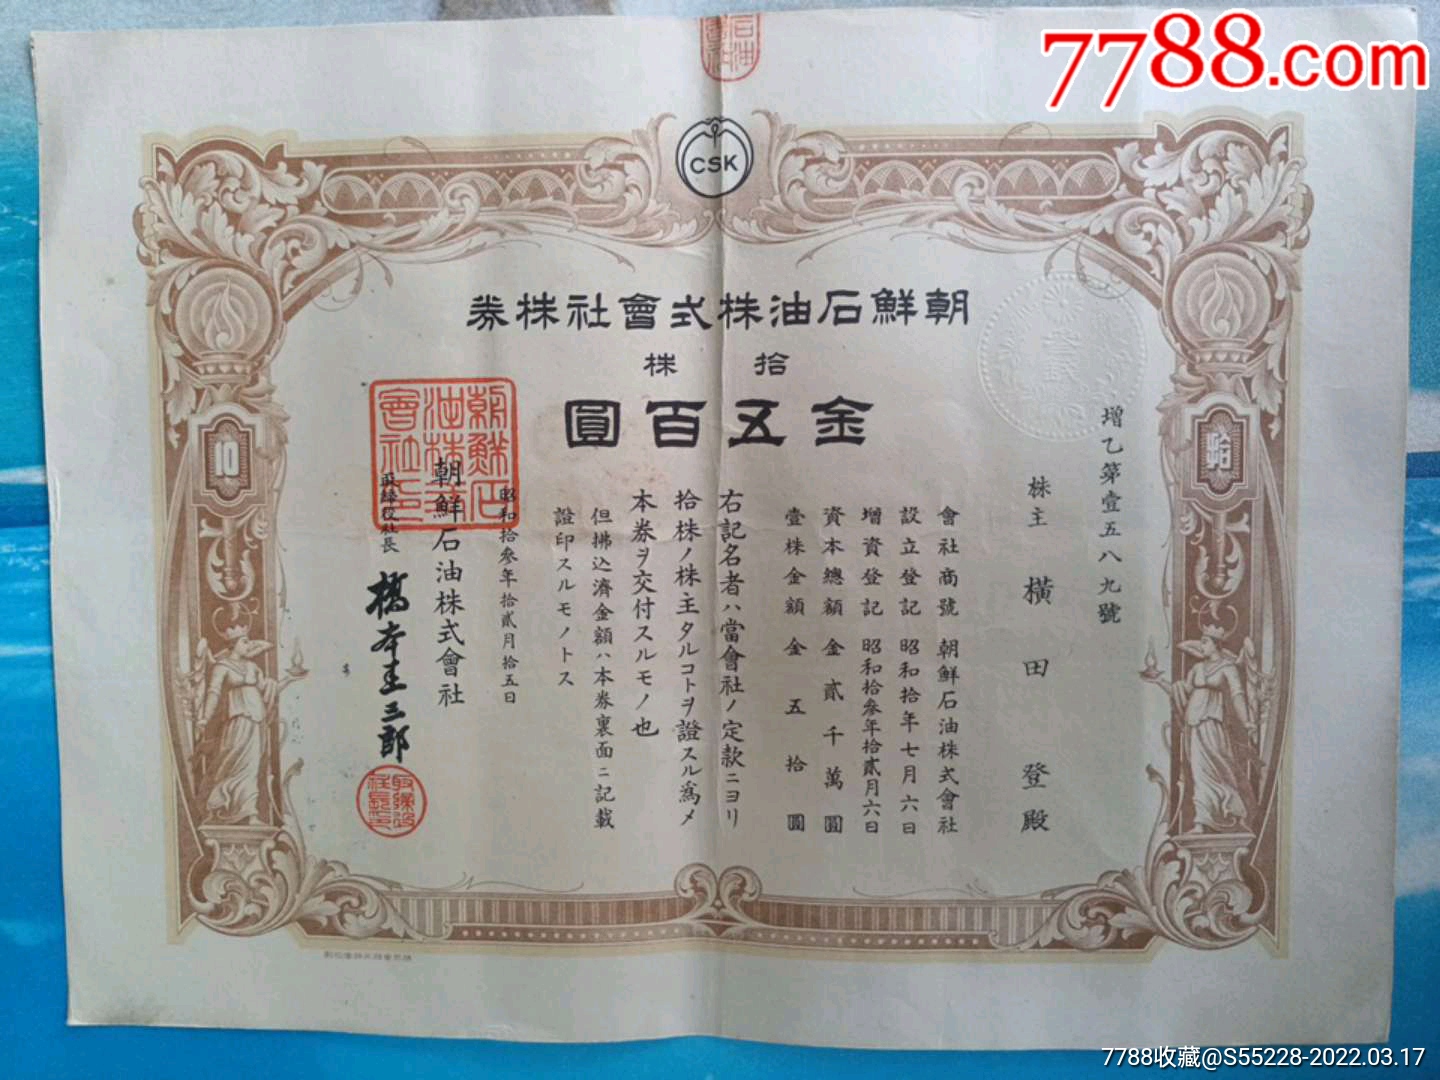 7788.com
CSK
朝鮮石油株式會社株券
拾株
金五百圓
拾
10
增乙第壹五八九號
株主 橫田登殿
會社商號 朝鮮石油株式會社
設立登記 昭和拾年七月六日
增資登記 昭和拾參年拾貳月六日
資本總額 金貳千萬圓
壹株金額 金五拾圓
右記名者ハ當會社ノ定款ニヨリ
拾株ノ株主タルコトヲ證スル爲メ
本券ヲ交付スルモノ也
但拂込濟金額ハ本券裏面ニ記載
證印スルモノトス
昭和拾參年拾貳月拾五日
朝鮮石油株式會社
取締役社長 橋本圭三郎
朝鮮石油株式會社印
7788收藏@S55228-2022.03.17